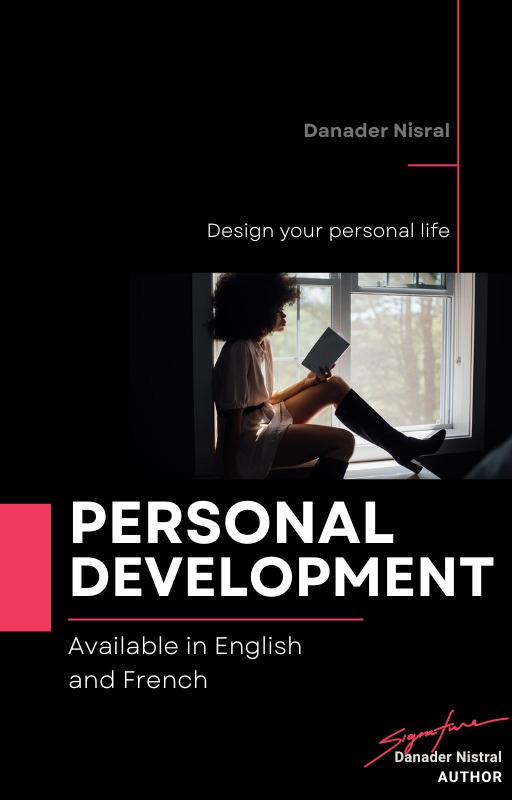 Danader Nisral
Design your personal life
PERSONAL
DEVELOPMENT
Available in English
and French
Signature
Danader Nistral
AUTHOR